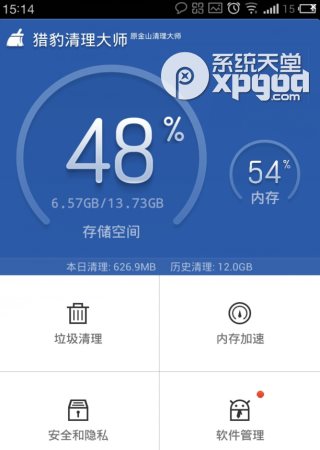 15:14
15
猎豹清理大师 原金山清理大师
系统天堂
xpgod.com
48%
6.57GB/13.73GB
存储空间
54%
内存
本日清理: 626.9MB 历史清理: 12.0GB
垃圾清理
内存加速
安全和隐私
软件管理